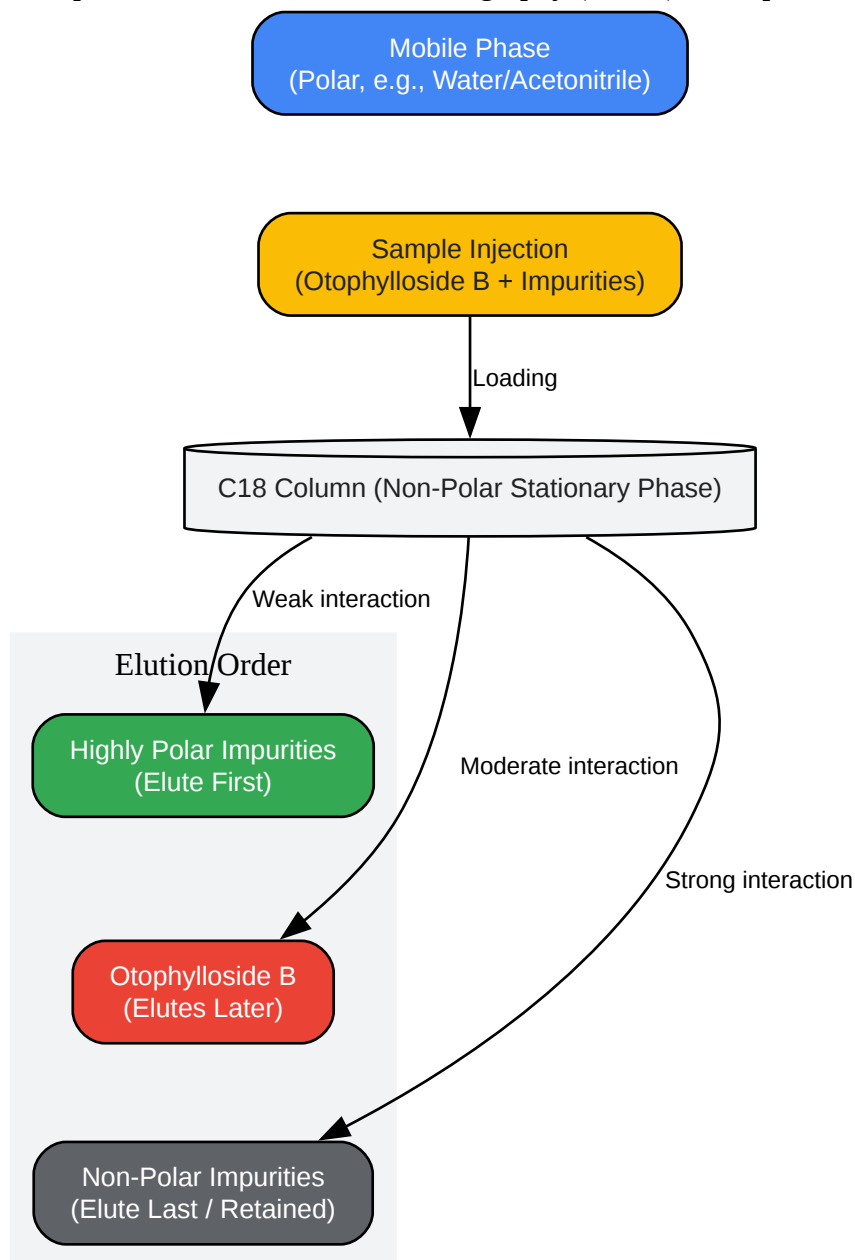 Mobile Phase
(Polar, e.g., Water/Acetonitrile)
Sample Injection
(Otophylloside B + Impurities)
Loading
C18 Column (Non-Polar Stationary Phase)
Weak interaction
Elution Order
Highly Polar Impurities
(Elute First)
Moderate interaction
Strong interaction
Otophylloside B
(Elutes Later)
Non-Polar Impurities
(Elute Last / Retained)